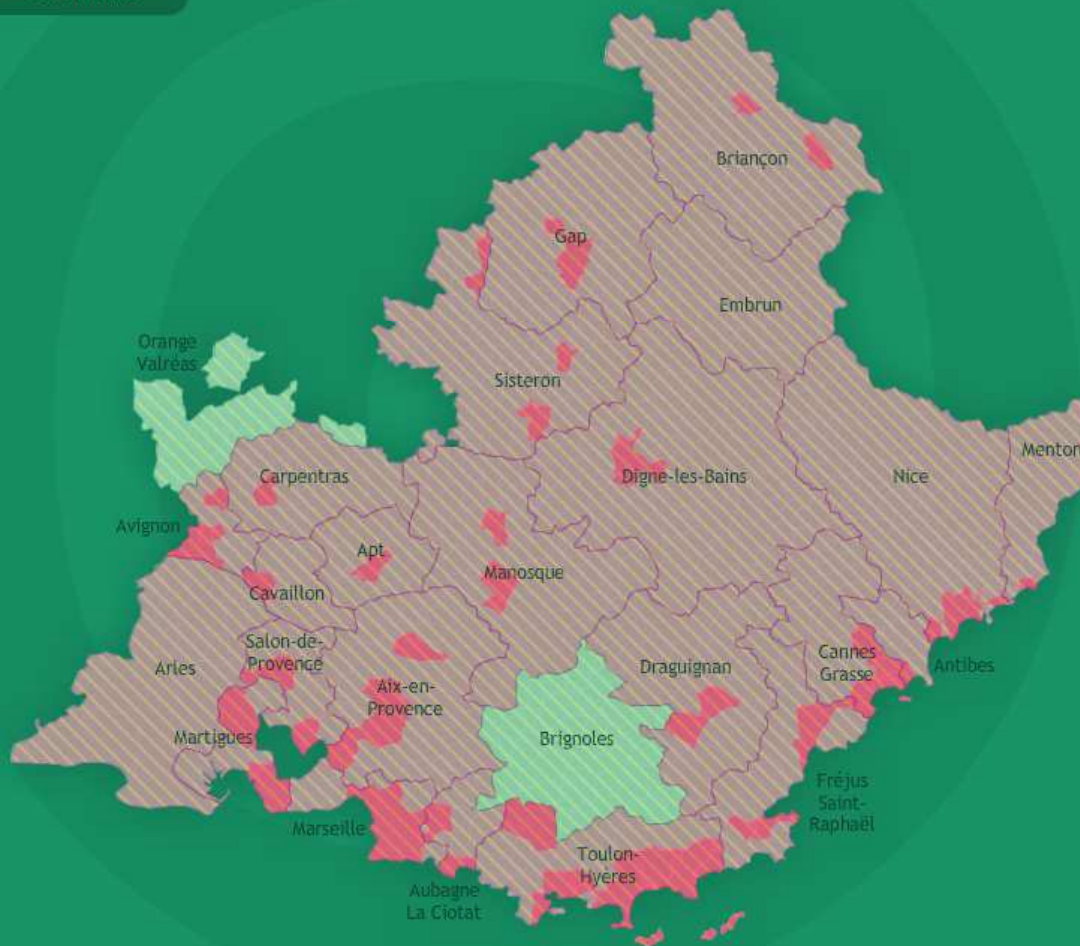 Briançon
Gap
Embrun
Orange
Valréas
Sisteron
Menton
Carpentras
Digne-les-Bains
Nice
Avignon
Apt
Manosque
Cavaillon
Salon-de-
Provence
Arles
Draguignan
Cannes
Grasse
Antibes
Aix-en-
Provence
Martigues
Brignoles
Fréjus
Saint-
Raphaël
Marseille
Toulon-
Hyères
Aubagne
La Ciotat